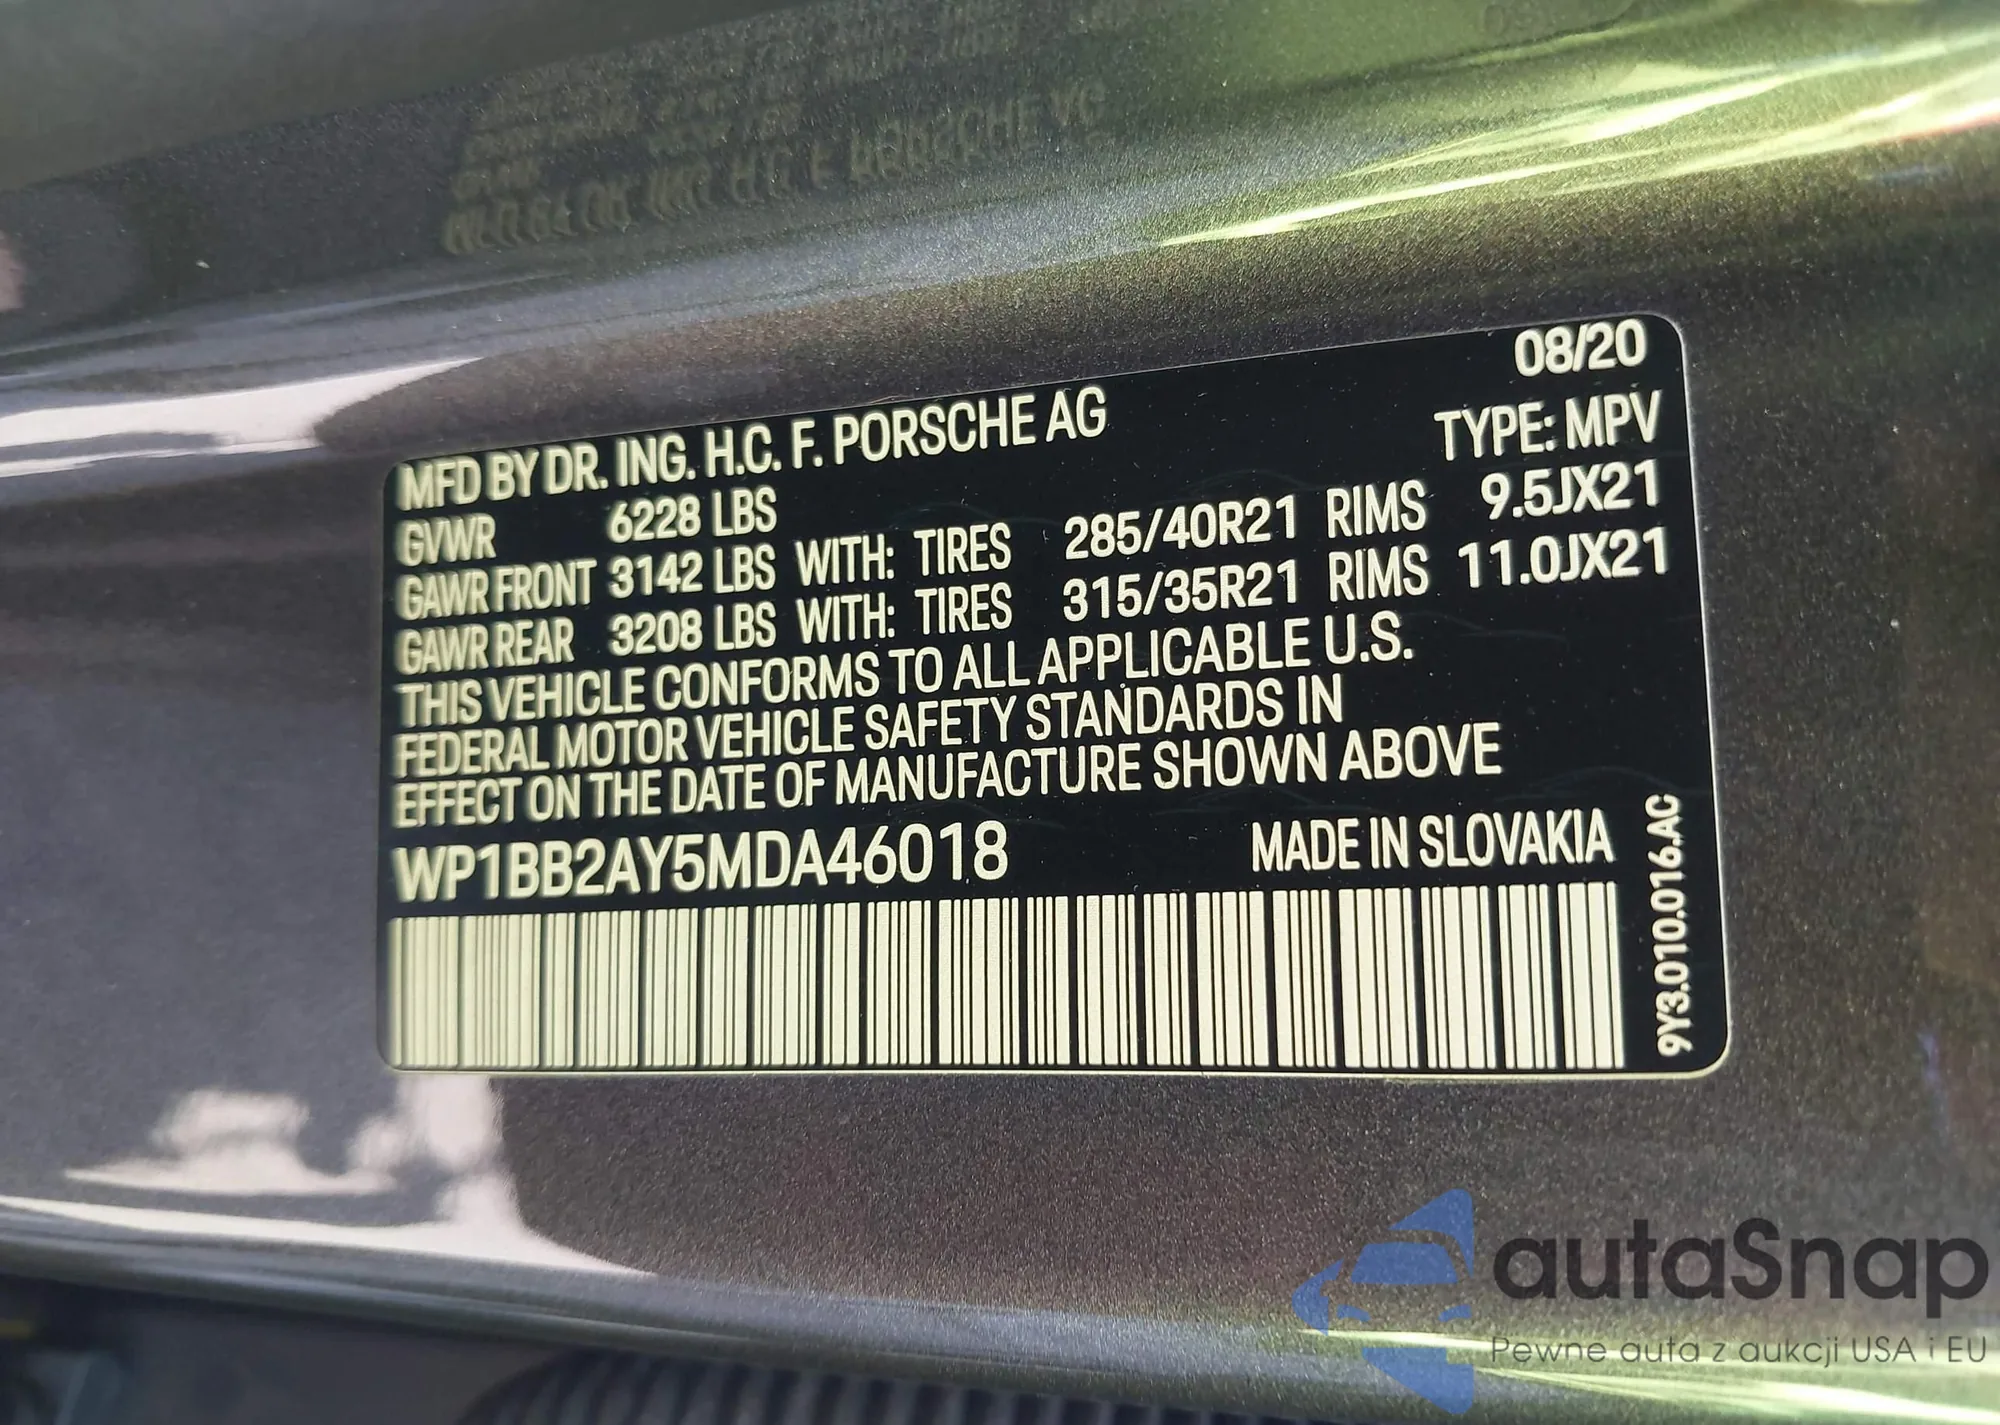 08/20
MFD BY DR. ING. H.C. F. PORSCHE AG TYPE: MPV
GVWR 6228 LBS
GAWR FRONT 3142 LBS WITH: TIRES 285/40R21 RIMS 9.5JX21
GAWR REAR 3208 LBS WITH: TIRES 315/35R21 RIMS 11.0JX21
THIS VEHICLE CONFORMS TO ALL APPLICABLE U.S.
FEDERAL MOTOR VEHICLE SAFETY STANDARDS IN
EFFECT ON THE DATE OF MANUFACTURE SHOWN ABOVE
WP1BB2AY5MDA46018 MADE IN SLOVAKIA
9Y3.010.016.AC
autaSnap
Pewne auta z aukcji USA i EU